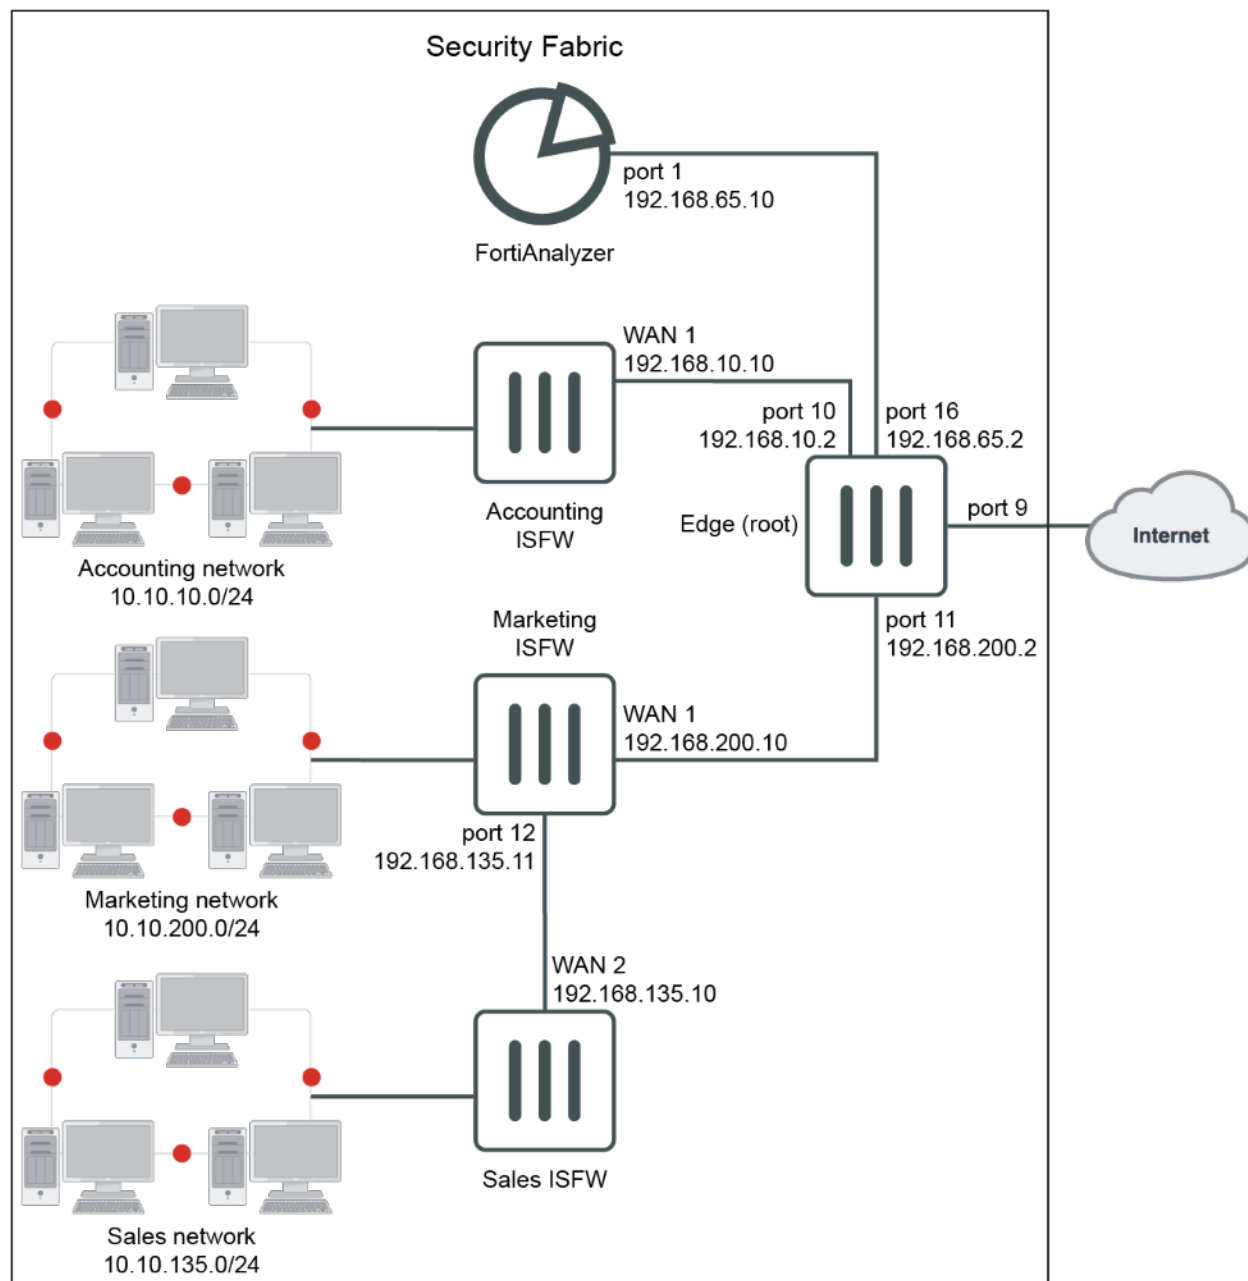 Security Fabric
port 1
192.168.65.10
FortiAnalyzer
WAN 1
192.168.10.10
port 10
192.168.10.2
port 16
192.168.65.2
Accounting
ISFW
Edge (root)
port 9
Internet
Accounting network
10.10.10.0/24
Marketing
ISFW
port 11
192.168.200.2
WAN 1
192.168.200.10
port 12
192.168.135.11
Marketing network
10.10.200.0/24
WAN 2
192.168.135.10
Sales ISFW
Sales network
10.10.135.0/24